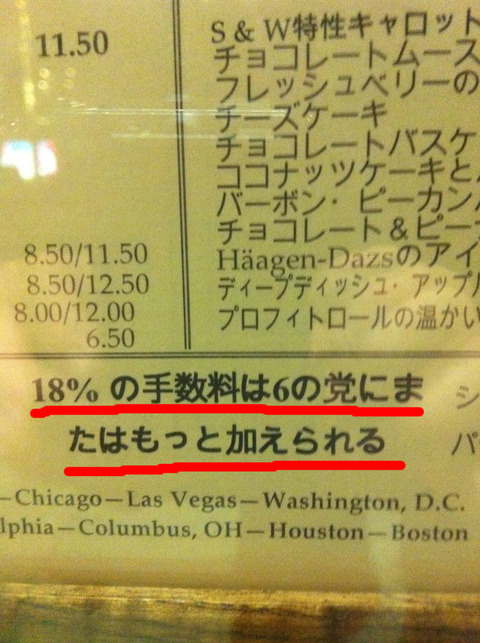 11.50
S & W特性キャロット
チョコレートムース
フレッシュベリーの
チーズケーキ
チョコレートバスケ
ココナッツケーキと
バーボン・ピーカン
チョコレート&ピー
8.50/11.50 Häagen-Dazsのアイ
8.50/12.50 ディープディッシュ・アップル
8.00/12.00 プロフィトロールの温かい
6.50
18% の手数料は6の党にま
たはもっと加えられる
シ
パ
–Chicago–Las Vegas–Washington, D.C.
lphia–Columbus, OH–Houston–Boston